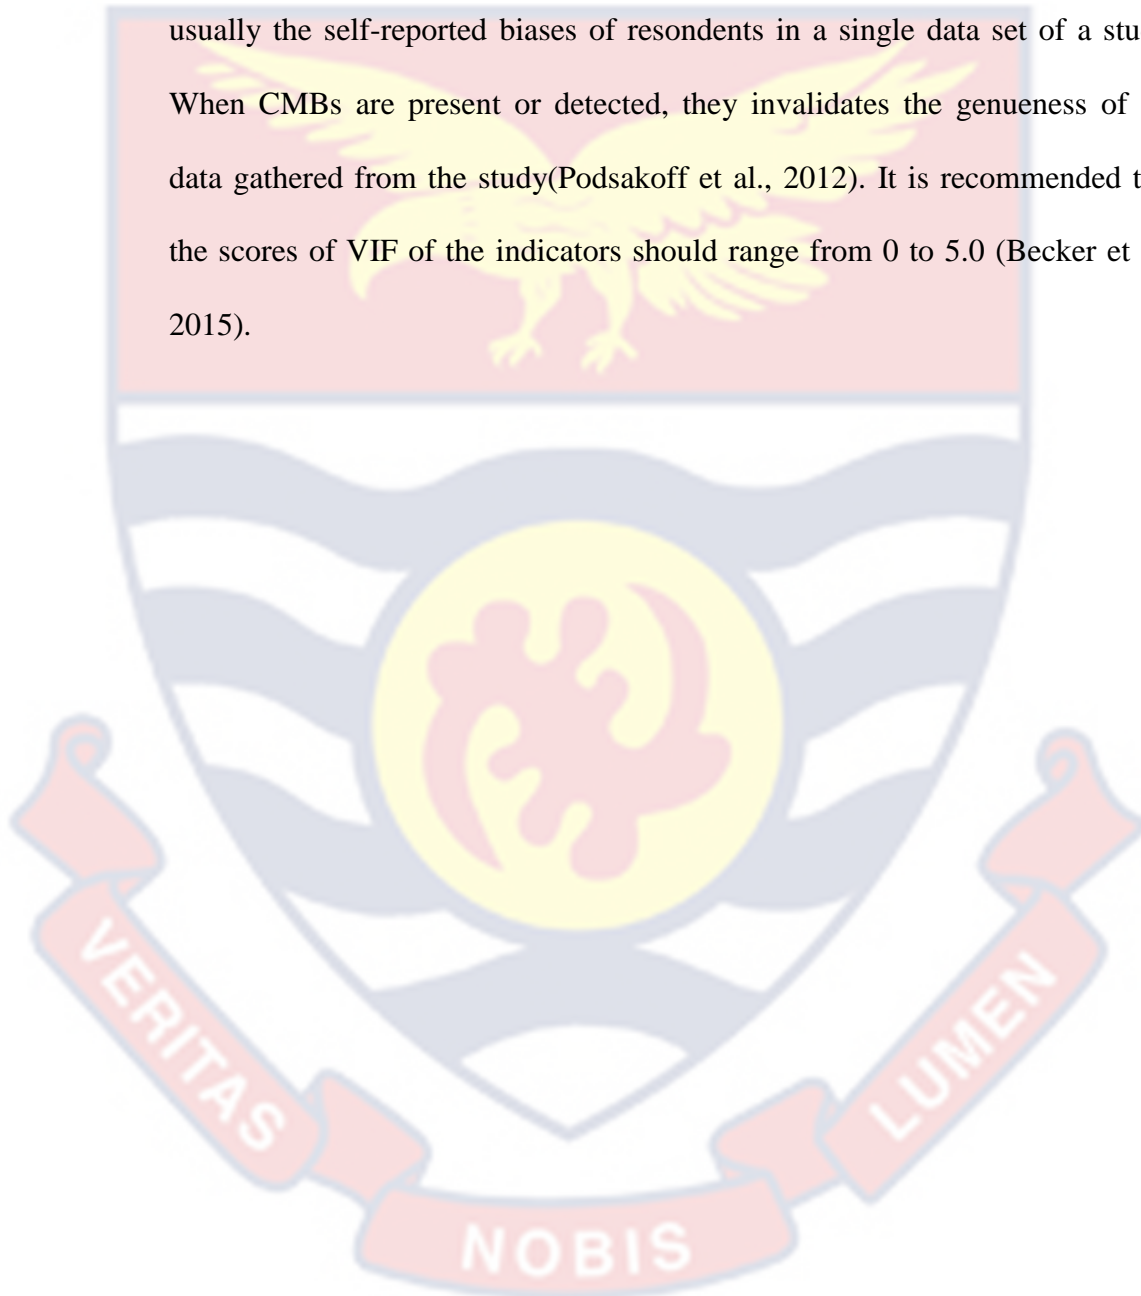 usually the self-reported biases of resondents in a single data set of a stu
When CMBs are present or detected, they invalidates the genueness of
data gathered from the study(Podsakoff et al., 2012). It is recommended t
the scores of VIF of the indicators should range from 0 to 5.0 (Becker et
2015).
VERITAS
NOBIS
LUMEN